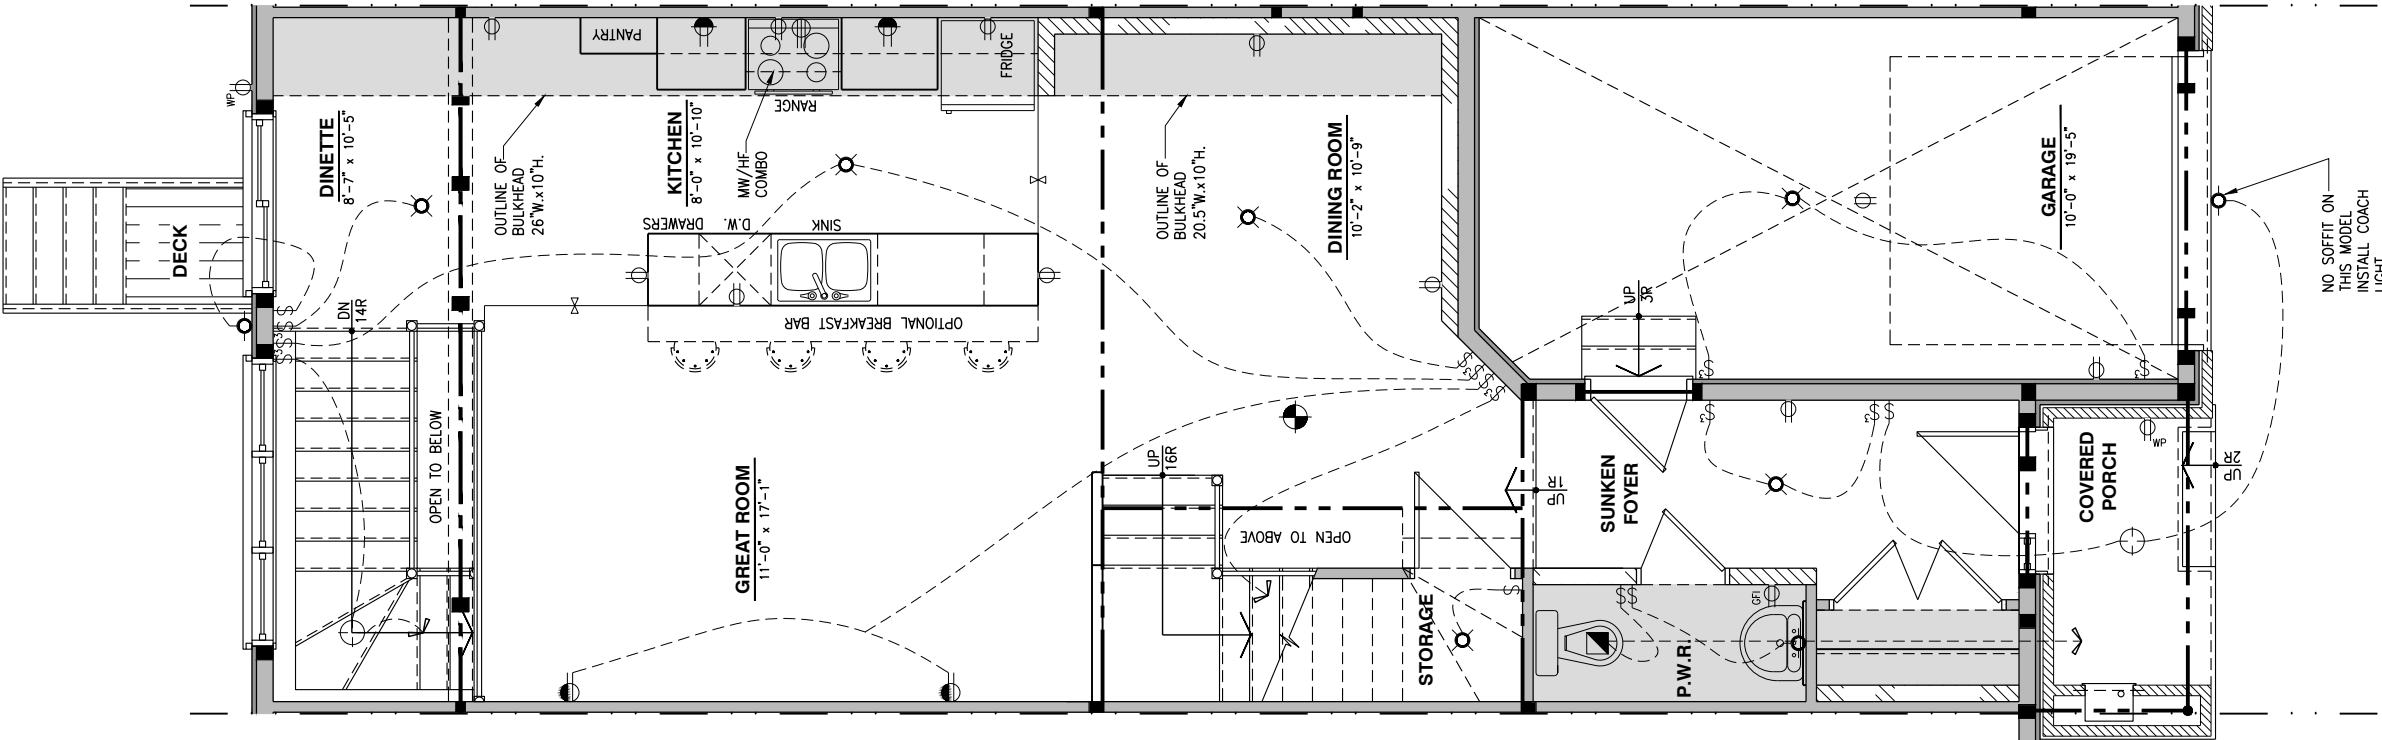 DECK
WP
DINETTE
8'-7" x 10'-5"
DN
14R
OPEN TO BELOW
PANTRY
OUTLINE OF
BULKHEAD
26"W.x10"H.
KITCHEN
8'-0" x 10'-10"
MW/HF
COMBO
RANGE
FRIDGE
DRAWERS
D.W.
SINK
OPTIONAL BREAKFAST BAR
GREAT ROOM
11'-0" x 17'-1"
OUTLINE OF
BULKHEAD
20.5"W.x10"H.
DINING ROOM
10'-2" x 10'-9"
UP
16R
OPEN TO ABOVE
STORAGE
UP
1R
SUNKEN
FOYER
P.W.R.
GFI
UP
3R
GARAGE
10'-0" x 19'-5"
COVERED
PORCH
WP
UP
2R
NO SOFFIT ON
THIS MODEL
INSTALL COACH
LIGHT